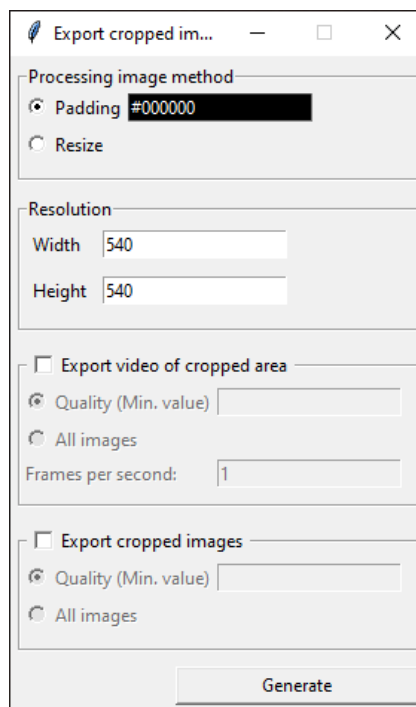 Export cropped im...
Processing image method
Padding #000000
Resize
Resolution
Width 540
Height 540
Export video of cropped area
Quality (Min. value)
All images
Frames per second: 1
Export cropped images
Quality (Min. value)
All images
Generate